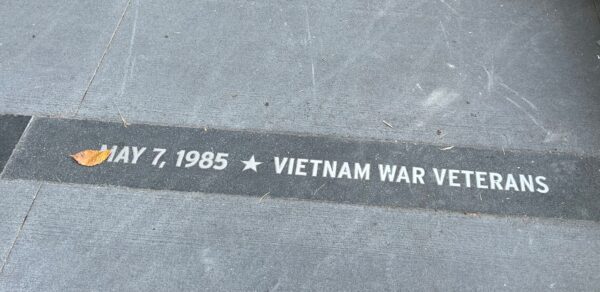 MAY 7, 1985 ★ VIETNAM WAR VETERANS